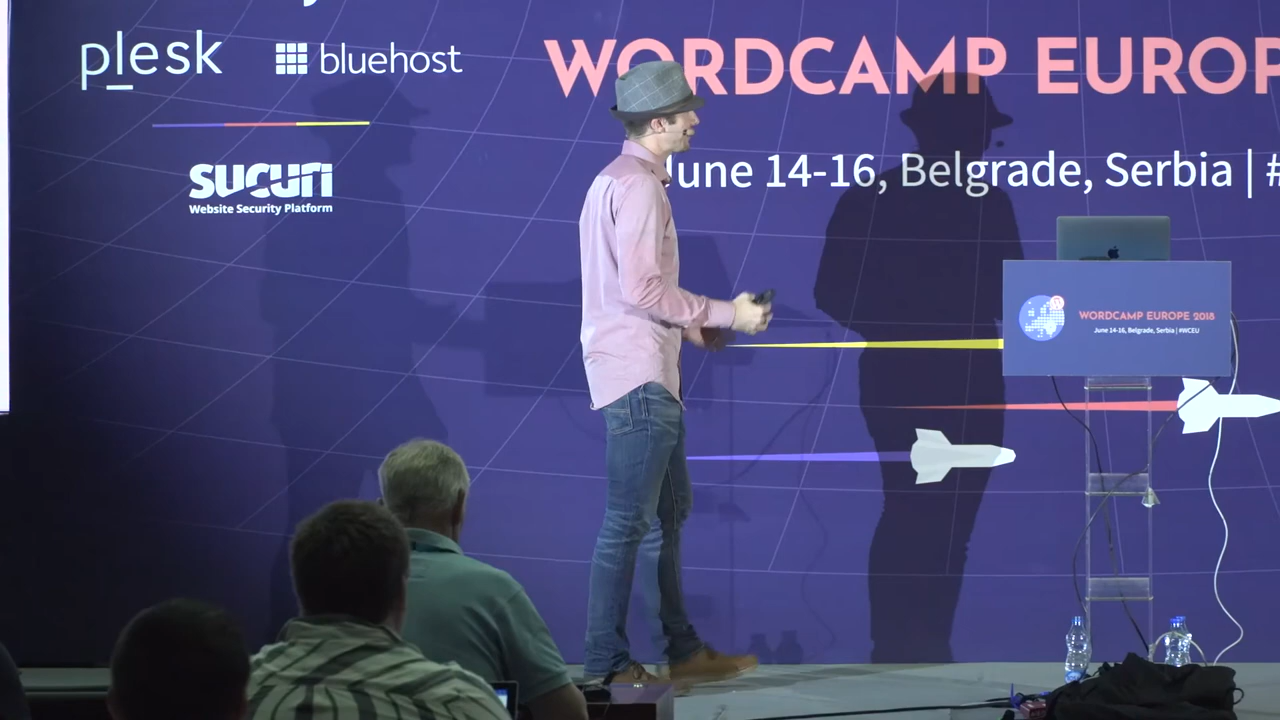 plesk
bluehost
WORDCAMP EUROP
June 14-16, Belgrade, Serbia | #
sucuri
Website Security Platform
WORDCAMP EUROPE 2018
June 14-16, Belgrade, Serbia | #WCEU